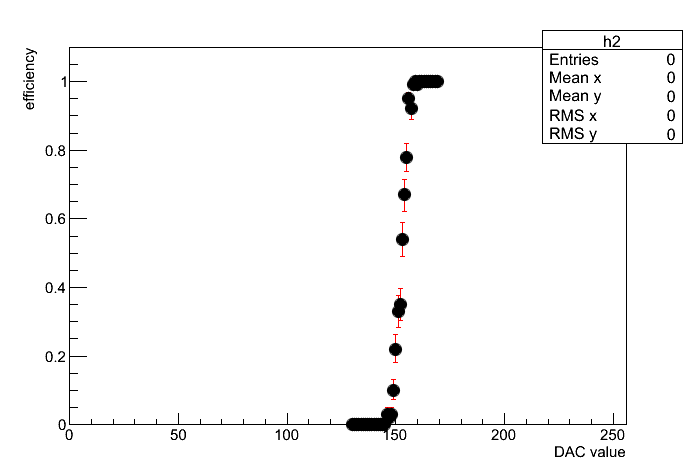 h2
Entries 0
Mean x 0
Mean y 0
RMS x 0
RMS y 0
efficiency
1
0.8
0.6
0.4
0.2
0
0 50 100 150 200 250
DAC value